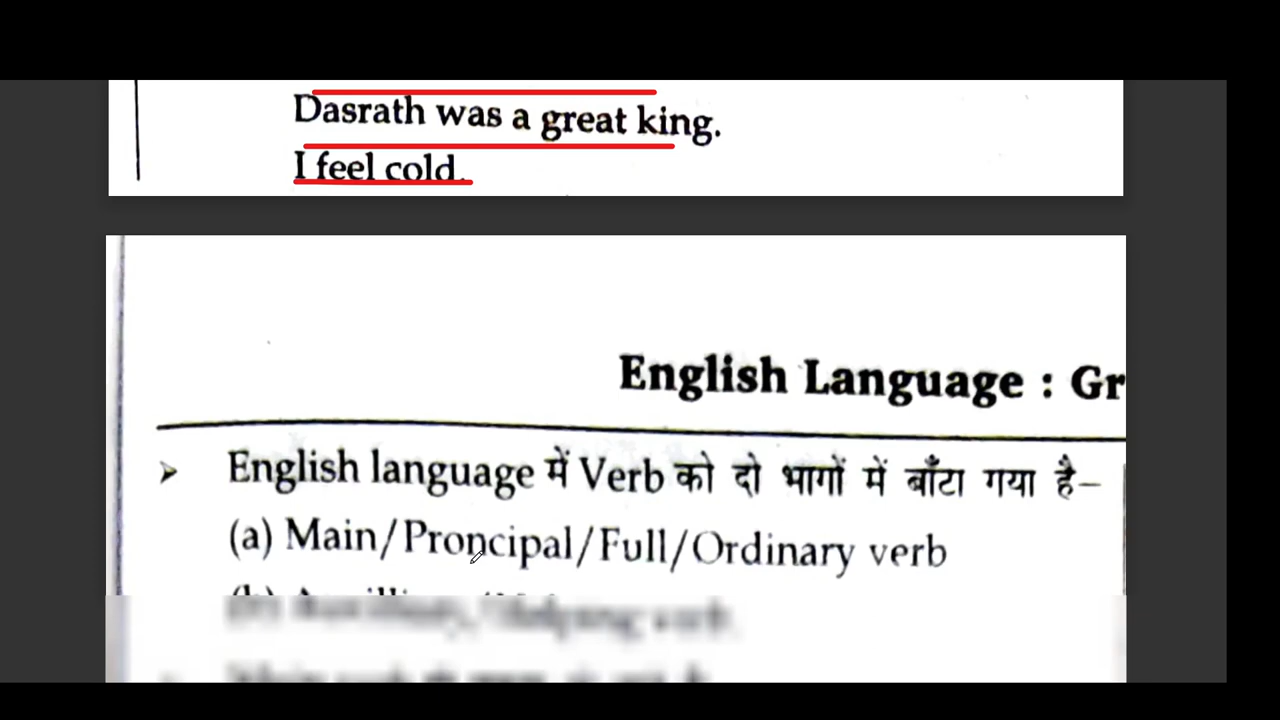 Dasrath was a great king.
I feel cold.
English Language : Gr
English language में Verb को दो भागों में बाँटा गया है–
(a) Main/Proncipal/Full/Ordinary verb
(b)